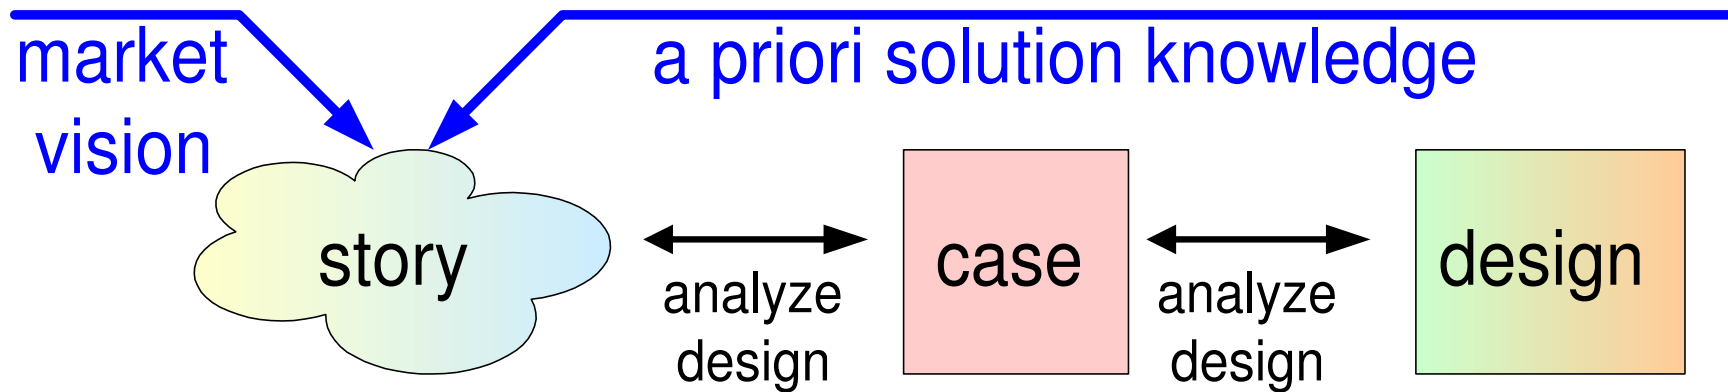 market
vision
a priori solution knowledge
story
analyze
design
case
analyze
design
design